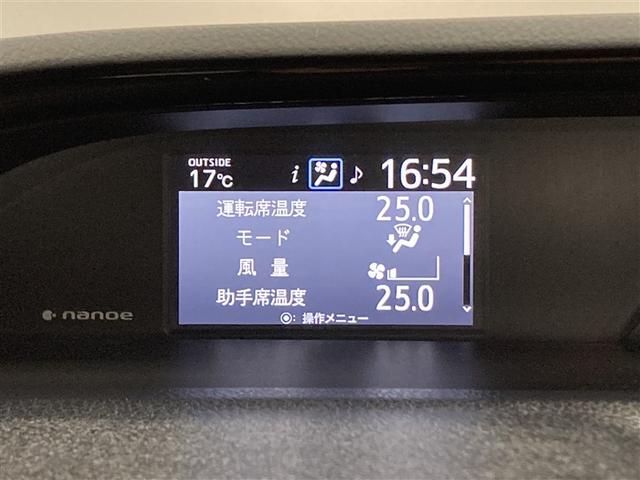 OUTSIDE
17℃ i ♪ 16:54
運転席温度 25.0
モード
風量
助手席温度 25.0
◉: 操作メニュー
nanoe